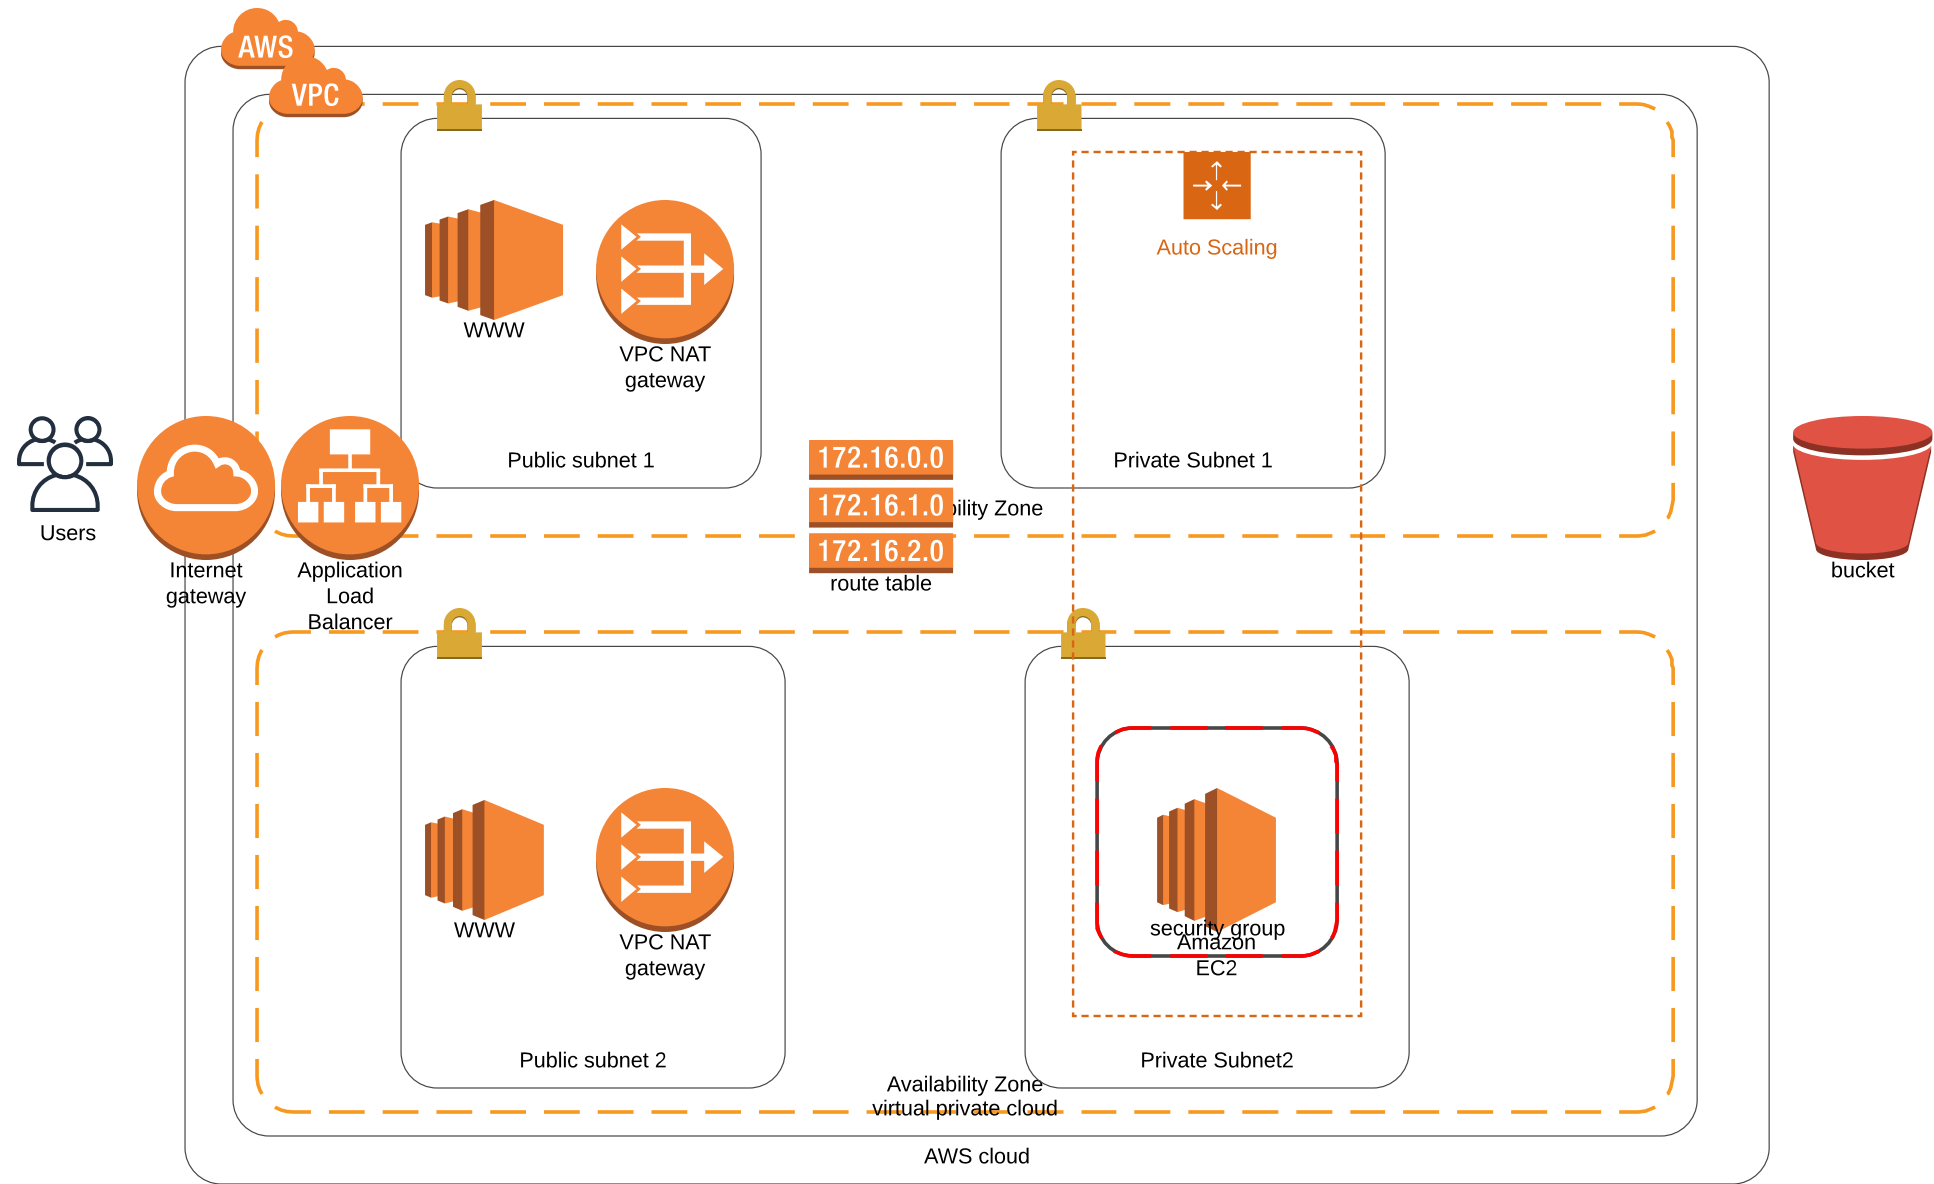 AWS
VPC
Auto Scaling
WWW
VPC NAT
gateway
Public subnet 1
Private Subnet 1
172.16.0.0
172.16.1.0
172.16.2.0
route table
Zone
Users
Internet
gateway
Application
Load
Balancer
bucket
WWW
VPC NAT
gateway
security group
Amazon
EC2
Public subnet 2
Private Subnet2
Availability Zone
virtual private cloud
AWS cloud